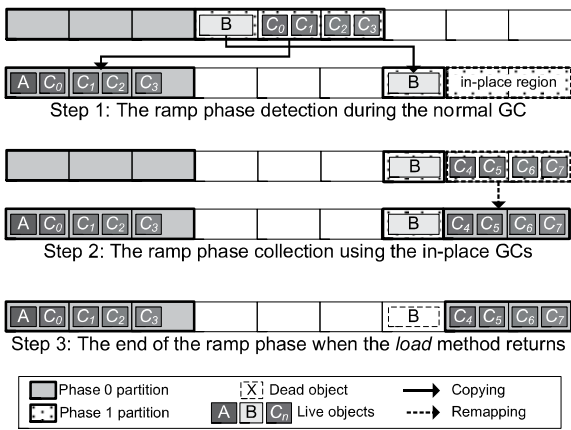 B C0 C1 C2 C3
A C0 C1 C2 C3 B in-place region
Step 1: The ramp phase detection during the normal GC
B C4 C5 C6 C7
A C0 C1 C2 C3 B C4 C5 C6 C7
Step 2: The ramp phase collection using the in-place GCs
A C0 C1 C2 C3 B C4 C5 C6 C7
Step 3: The end of the ramp phase when the load method returns
Phase 0 partition X Dead object Copying
Phase 1 partition A B Cn Live objects Remapping